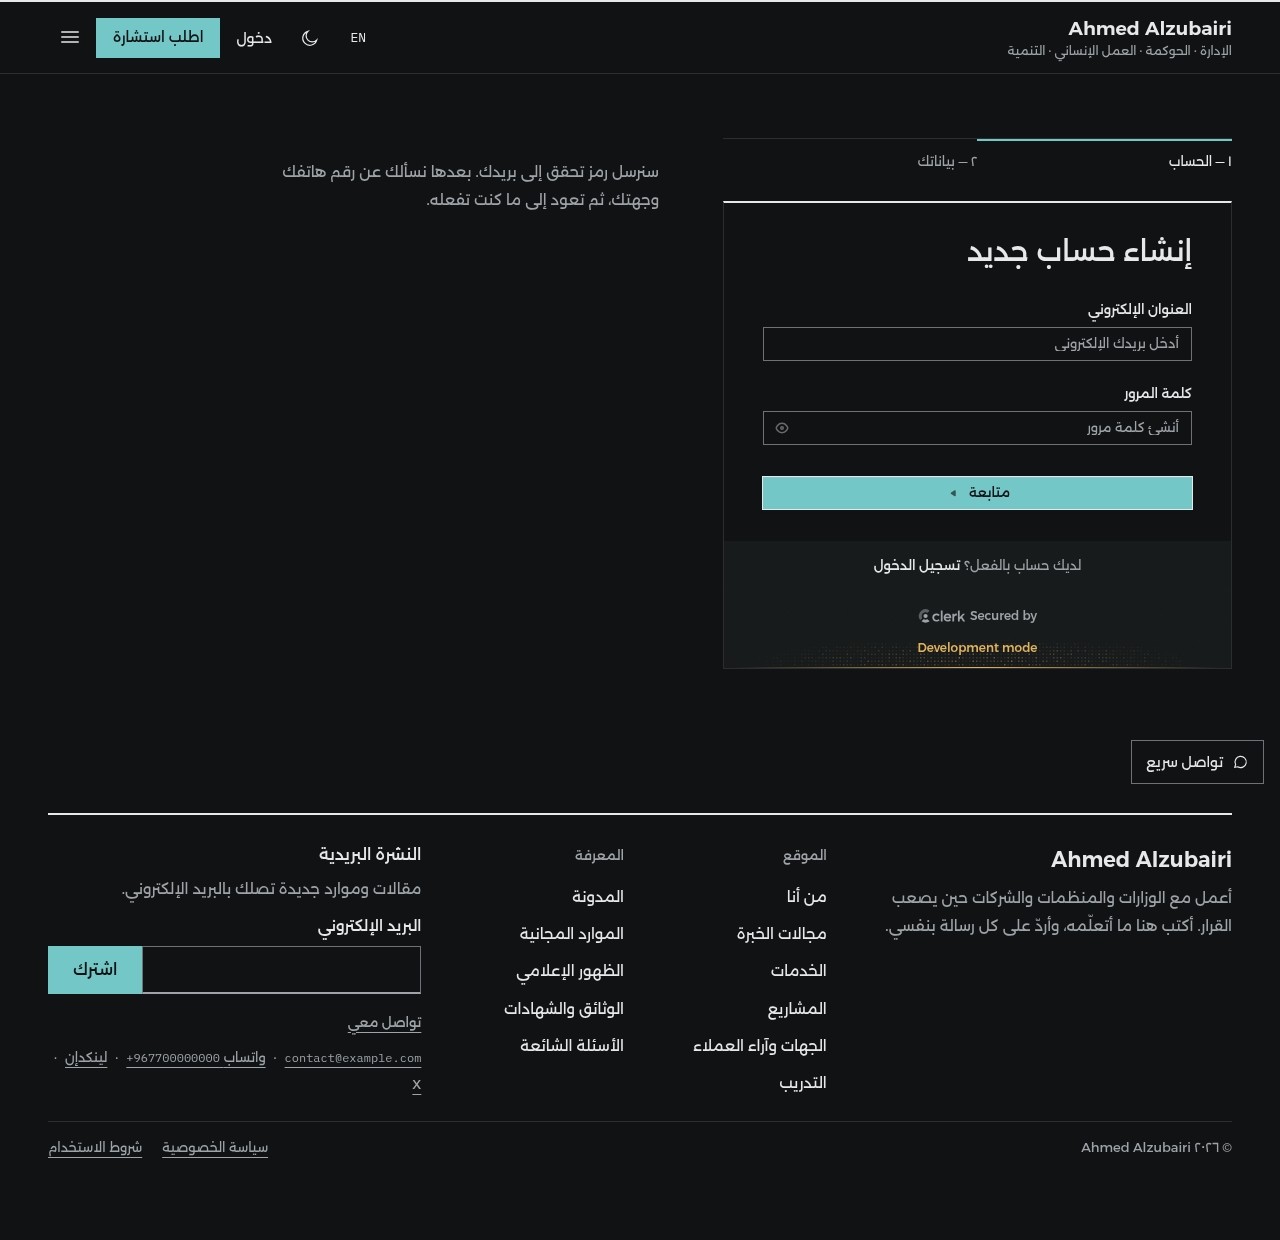 Ahmed Alzubairi
الإدارة · الحوكمة · العمل الإنساني · التنمية
EN
دخول
اطلب استشارة
١ — الحساب
٢ — بياناتك
إنشاء حساب جديد
العنوان الإلكتروني
أدخل بريدك الإلكتروني
كلمة المرور
أنشئ كلمة مرور
متابعة
لديك حساب بالفعل؟ تسجيل الدخول
Secured by clerk
Development mode
سنرسل رمز تحقق إلى بريدك. بعدها نسألك عن رقم هاتفك
وجهتك، ثم تعود إلى ما كنت تفعله.
تواصل سريع
Ahmed Alzubairi
أعمل مع الوزارات والمنظمات والشركات حين يصعب
القرار. أكتب هنا ما أتعلّمه، وأردّ على كل رسالة بنفسي.
الموقع
من أنا
مجالات الخبرة
الخدمات
المشاريع
الجهات وآراء العملاء
التدريب
المعرفة
المدونة
الموارد المجانية
الظهور الإعلامي
الوثائق والشهادات
الأسئلة الشائعة
النشرة البريدية
مقالات وموارد جديدة تصلك بالبريد الإلكتروني.
البريد الإلكتروني
اشترك
تواصل معي
contact@example.com · واتساب +967700000000 · لينكدإن ·
X
© ٢٠٢٦ Ahmed Alzubairi
سياسة الخصوصية
شروط الاستخدام